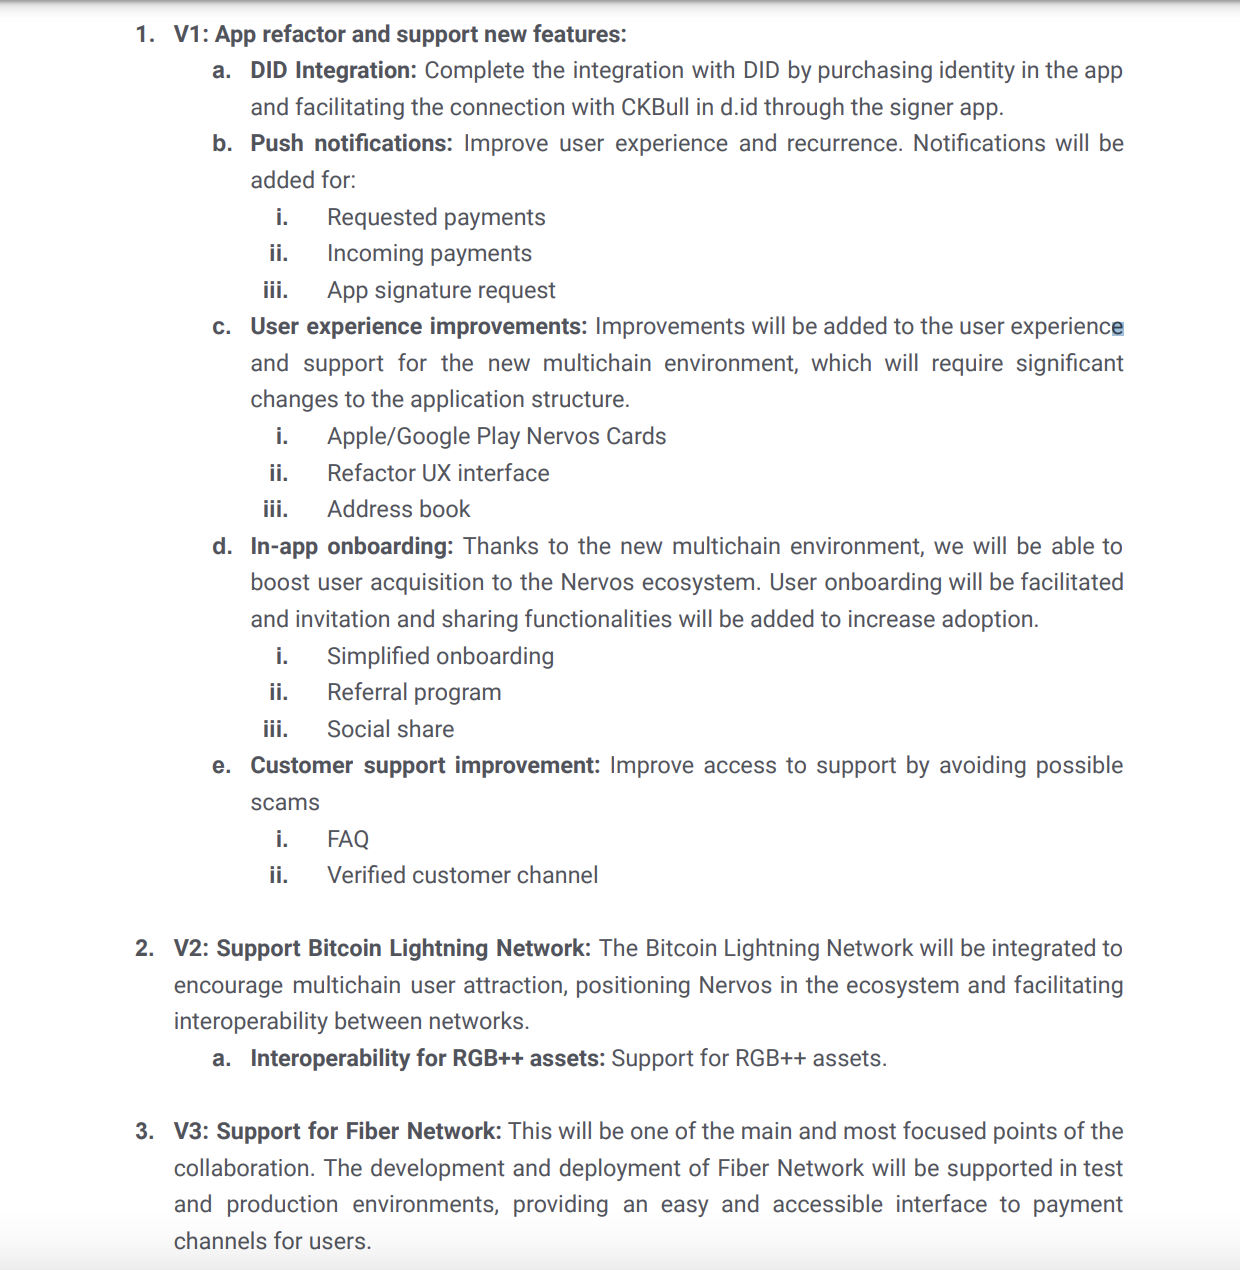 1. V1: App refactor and support new features:
a. DID Integration: Complete the integration with DID by purchasing identity in the app
and facilitating the connection with CKBull in d.id through the signer app.
b. Push notifications: Improve user experience and recurrence. Notifications will be
added for:
i. Requested payments
ii. Incoming payments
iii. App signature request
c. User experience improvements: Improvements will be added to the user experience
and support for the new multichain environment, which will require significant
changes to the application structure.
i. Apple/Google Play Nervos Cards
ii. Refactor UX interface
iii. Address book
d. In-app onboarding: Thanks to the new multichain environment, we will be able to
boost user acquisition to the Nervos ecosystem. User onboarding will be facilitated
and invitation and sharing functionalities will be added to increase adoption.
i. Simplified onboarding
ii. Referral program
iii. Social share
e. Customer support improvement: Improve access to support by avoiding possible
scams
i. FAQ
ii. Verified customer channel
2. V2: Support Bitcoin Lightning Network: The Bitcoin Lightning Network will be integrated to
encourage multichain user attraction, positioning Nervos in the ecosystem and facilitating
interoperability between networks.
a. Interoperability for RGB++ assets: Support for RGB++ assets.
3. V3: Support for Fiber Network: This will be one of the main and most focused points of the
collaboration. The development and deployment of Fiber Network will be supported in test
and production environments, providing an easy and accessible interface to payment
channels for users.